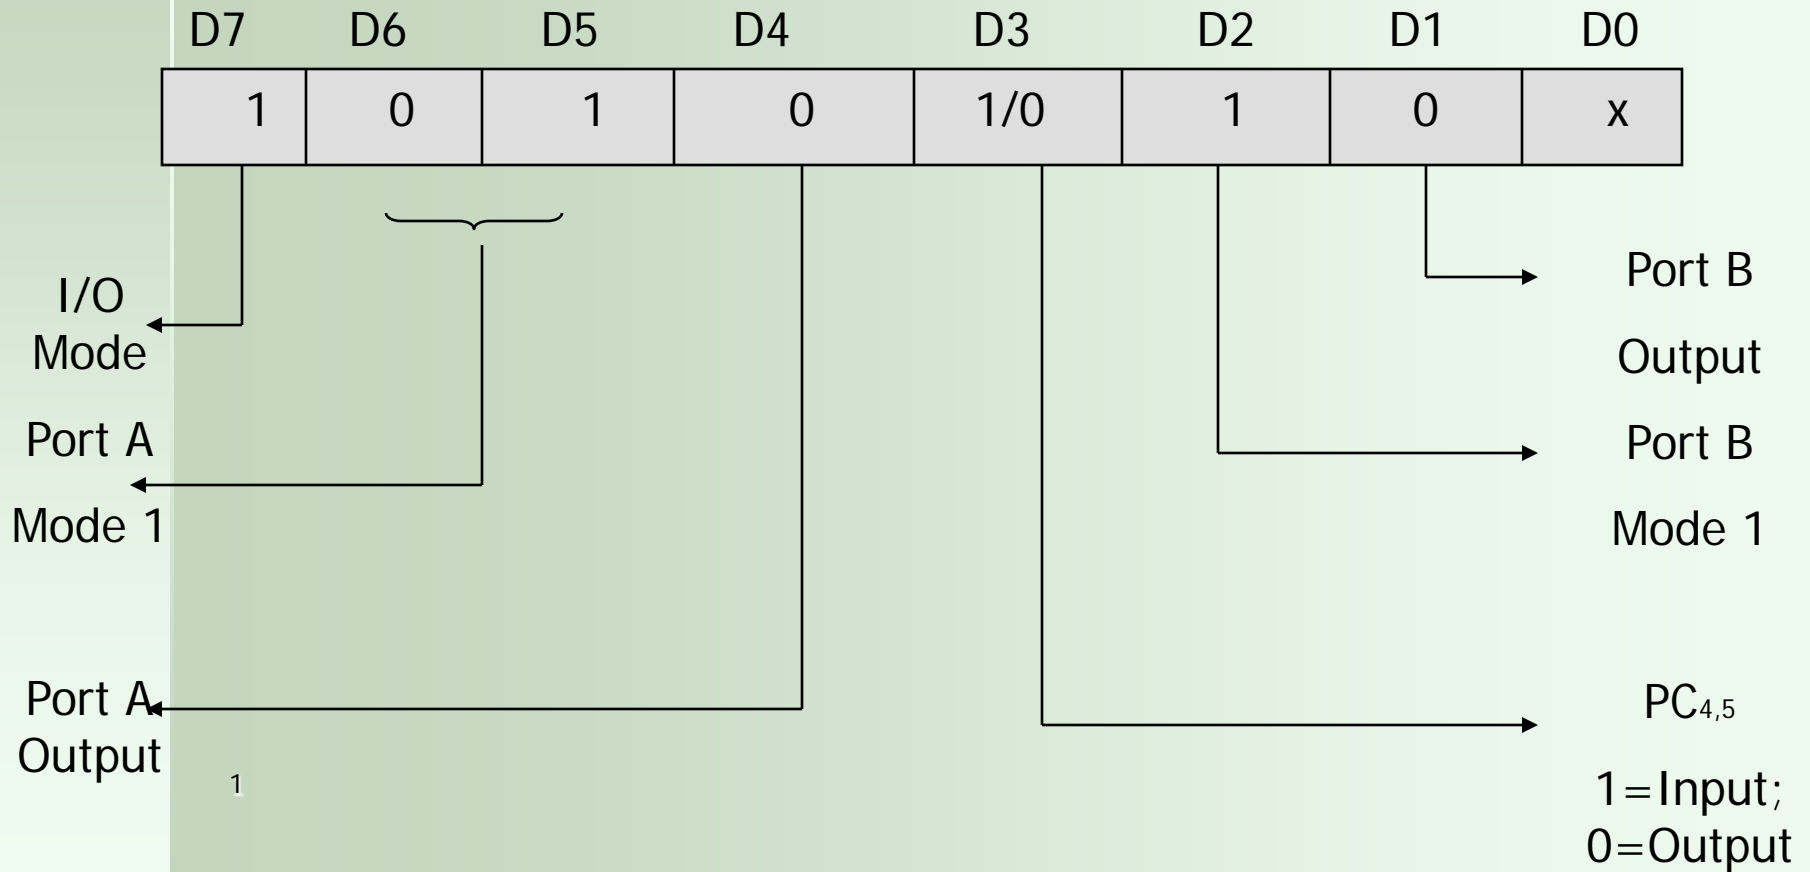 D7 D6 D5 D4 D3 D2 D1 D0
1 0 1 0 1/0 1 0 x
I/O
Mode
Port A
Mode 1
Port A
Output
1
Port B
Output
Port B
Mode 1
PC4,5
1=Input;
0=Output